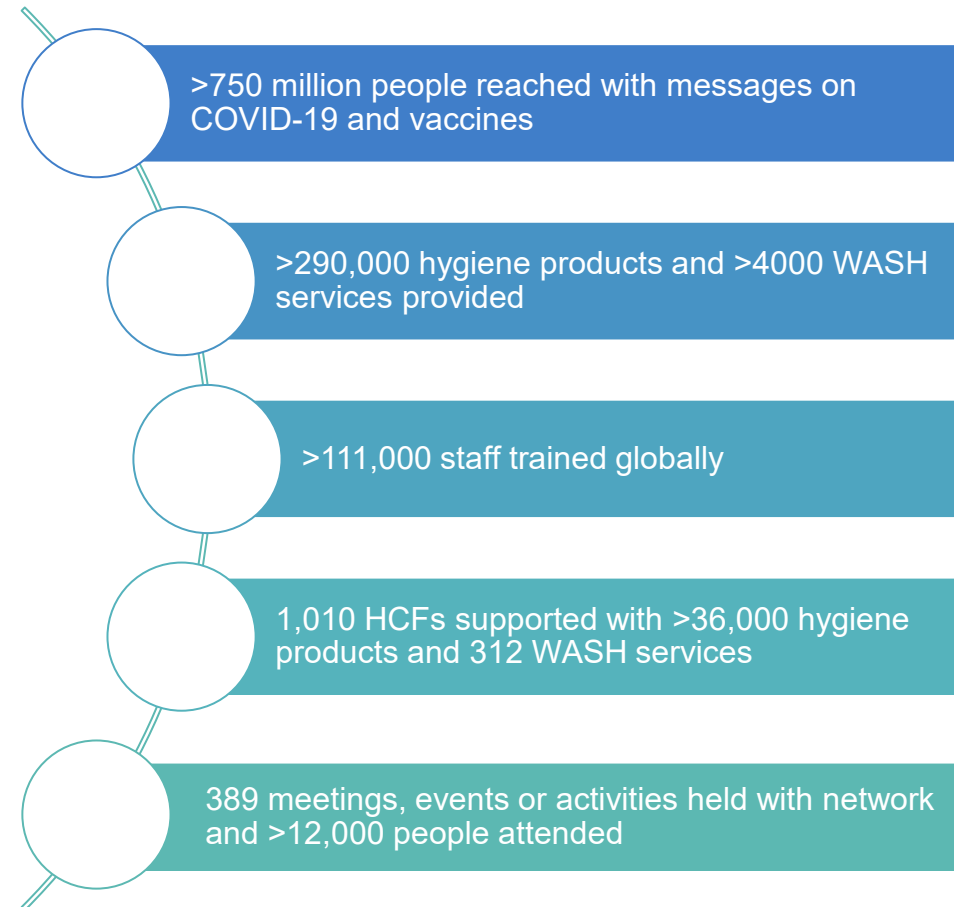 >750 million people reached with messages on
COVID-19 and vaccines
>290,000 hygiene products and >4000 WASH
services provided
>111,000 staff trained globally
1,010 HCFs supported with >36,000 hygiene
products and 312 WASH services
389 meetings, events or activities held with network
and >12,000 people attended